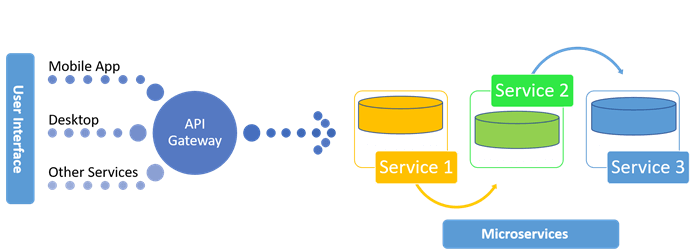 User Interface
Mobile App
Desktop
Other Services
API
Gateway
Service 1
Service 2
Service 3
Microservices